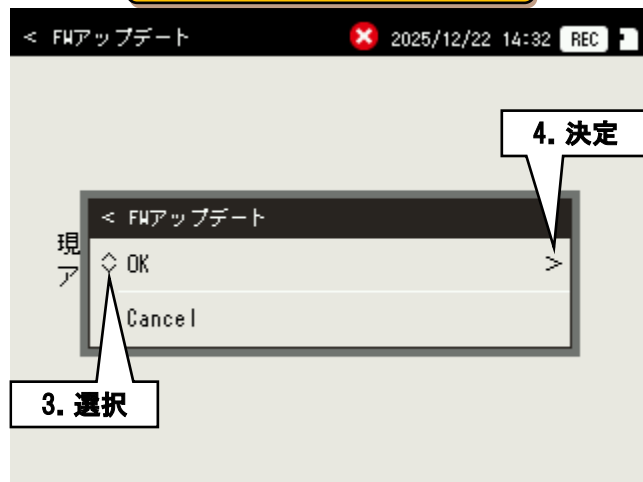 < FWアップデート 2025/12/22 14:32 REC
4. 決定
< FWアップデート
現
ア
OK >
Cancel
3. 選択